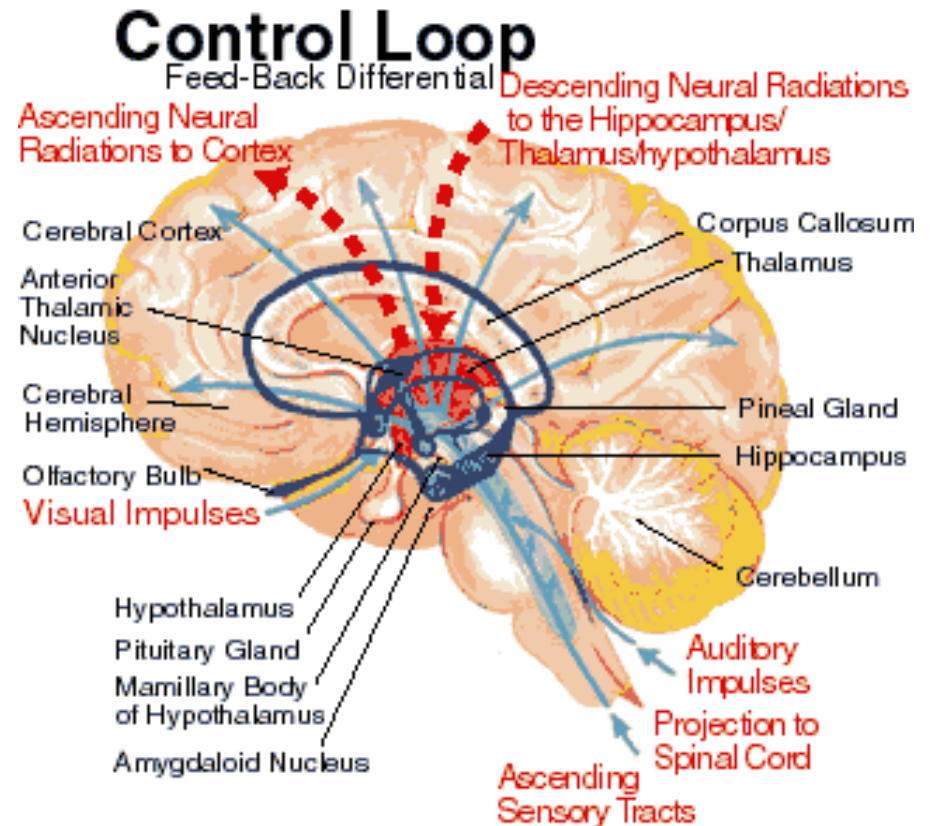 Control Loop
Feed-Back Differential
Descending Neural Radiations
to the Hippocampus/
Thalamus/hypothalamus
Ascending Neural
Radiations to Cortex
Cerebral Cortex
Anterior
Thalamic
Nucleus
Cerebral
Hemisphere
Olfactory Bulb
Visual Impulses
Corpus Callosum
Thalamus
Pineal Gland
Hippocampus
Cerebellum
Hypothalamus
Pituitary Gland
Mamillary Body
of Hypothalamus
Amygdaloid Nucleus
Auditory
Impulses
Projection to
Spinal Cord
Ascending
Sensory Tracts